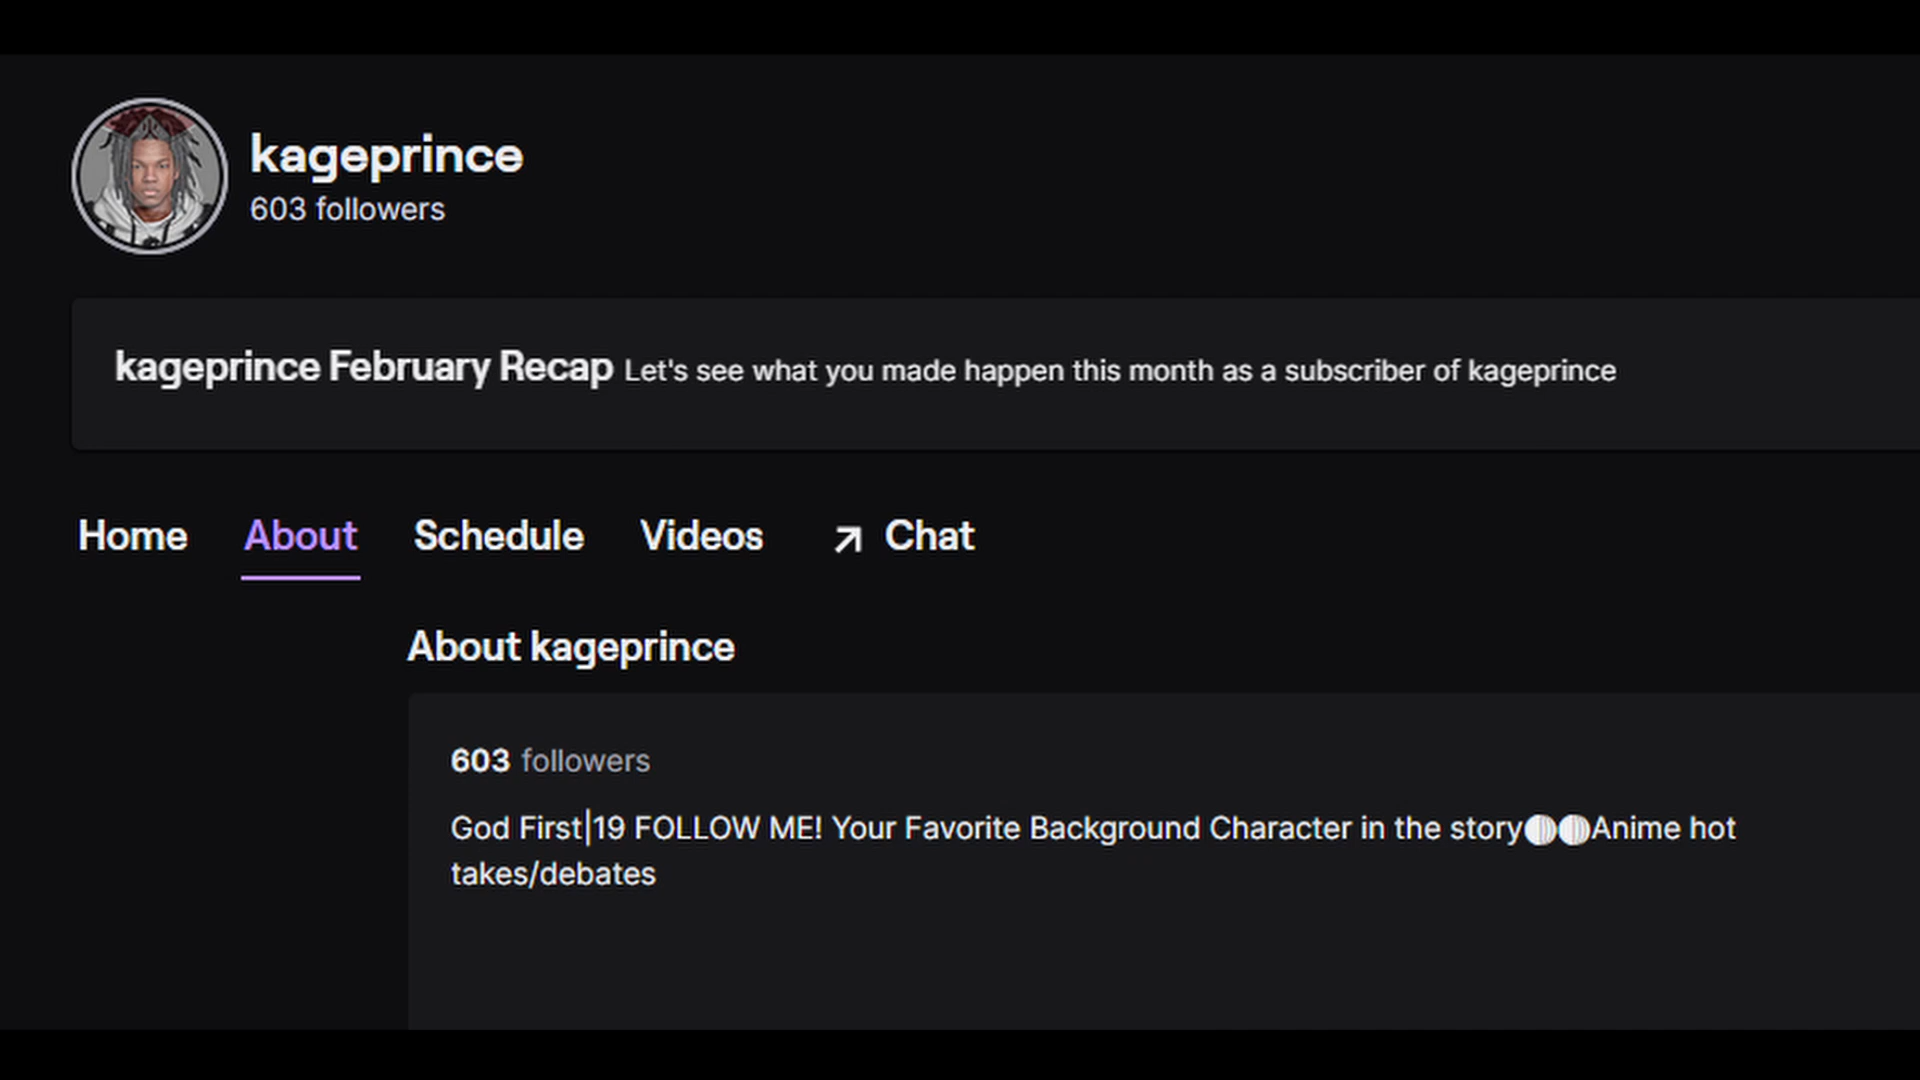 kageprince
603 followers
kageprince February Recap Let's see what you made happen this month as a subscriber of kageprince
Home About Schedule Videos Chat
About kageprince
603 followers
God First|19 FOLLOW ME! Your Favorite Background Character in the story⚪⚪Anime hot
takes/debates